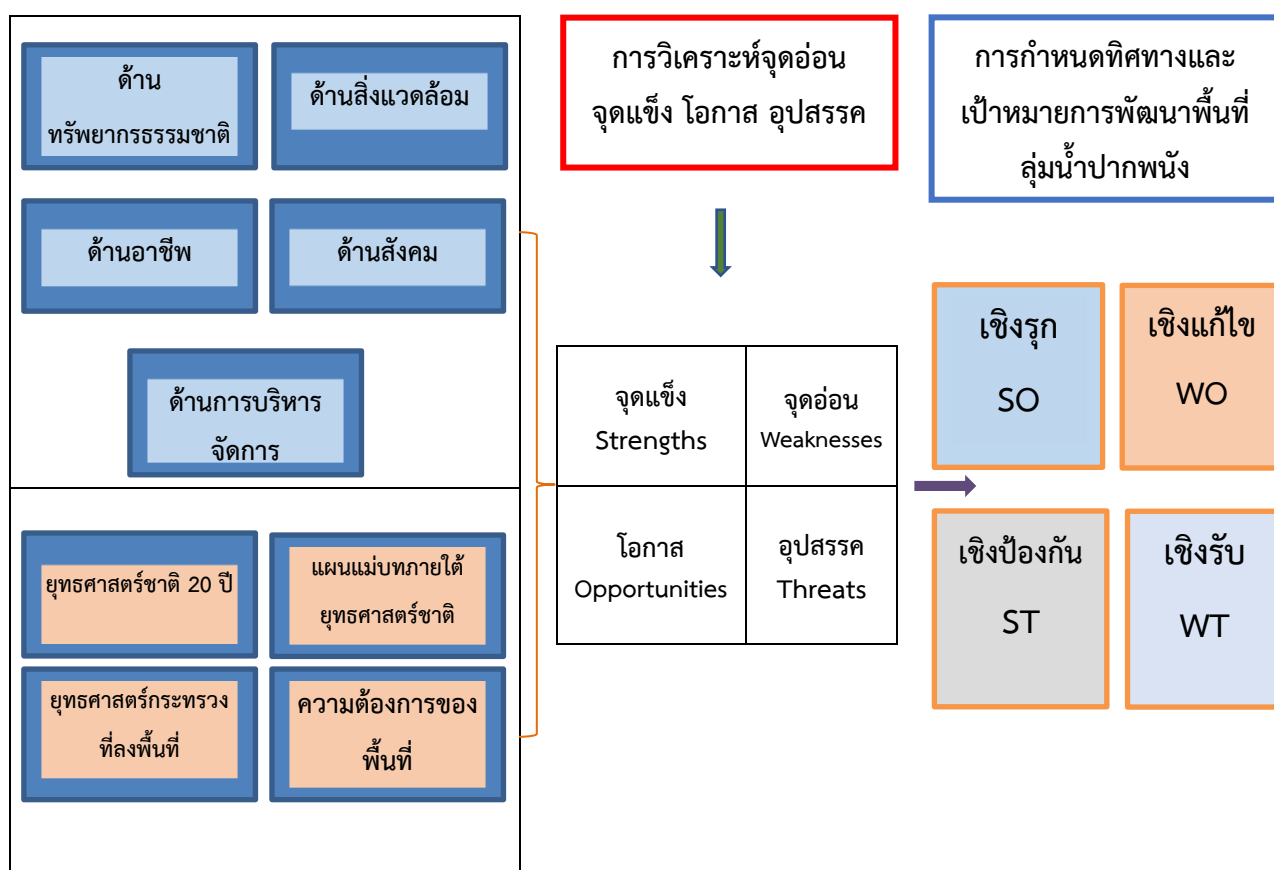 ด้าน
ทรัพยากรธรรมชาติ
ด้านสิ่งแวดล้อม
ด้านอาชีพ
ด้านสังคม
ด้านการบริหาร
จัดการ
ยุทธศาสตร์ชาติ 20 ปี
แผนแม่บทภายใต้
ยุทธศาสตร์ชาติ
ยุทธศาสตร์กระทรวง
ที่ลงพื้นที่
ความต้องการของ
พื้นที่
การวิเคราะห์จุดอ่อน
จุดแข็ง โอกาส อุปสรรค
จุดแข็ง
Strengths
จุดอ่อน
Weaknesses
โอกาส
Opportunities
อุปสรรค
Threats
การกำหนดทิศทางและ
เป้าหมายการพัฒนาพื้นที่
ลุ่มน้ำปากพนัง
เชิงรุก
SO
เชิงแก้ไข
WO
เชิงป้องกัน
ST
เชิงรับ
WT